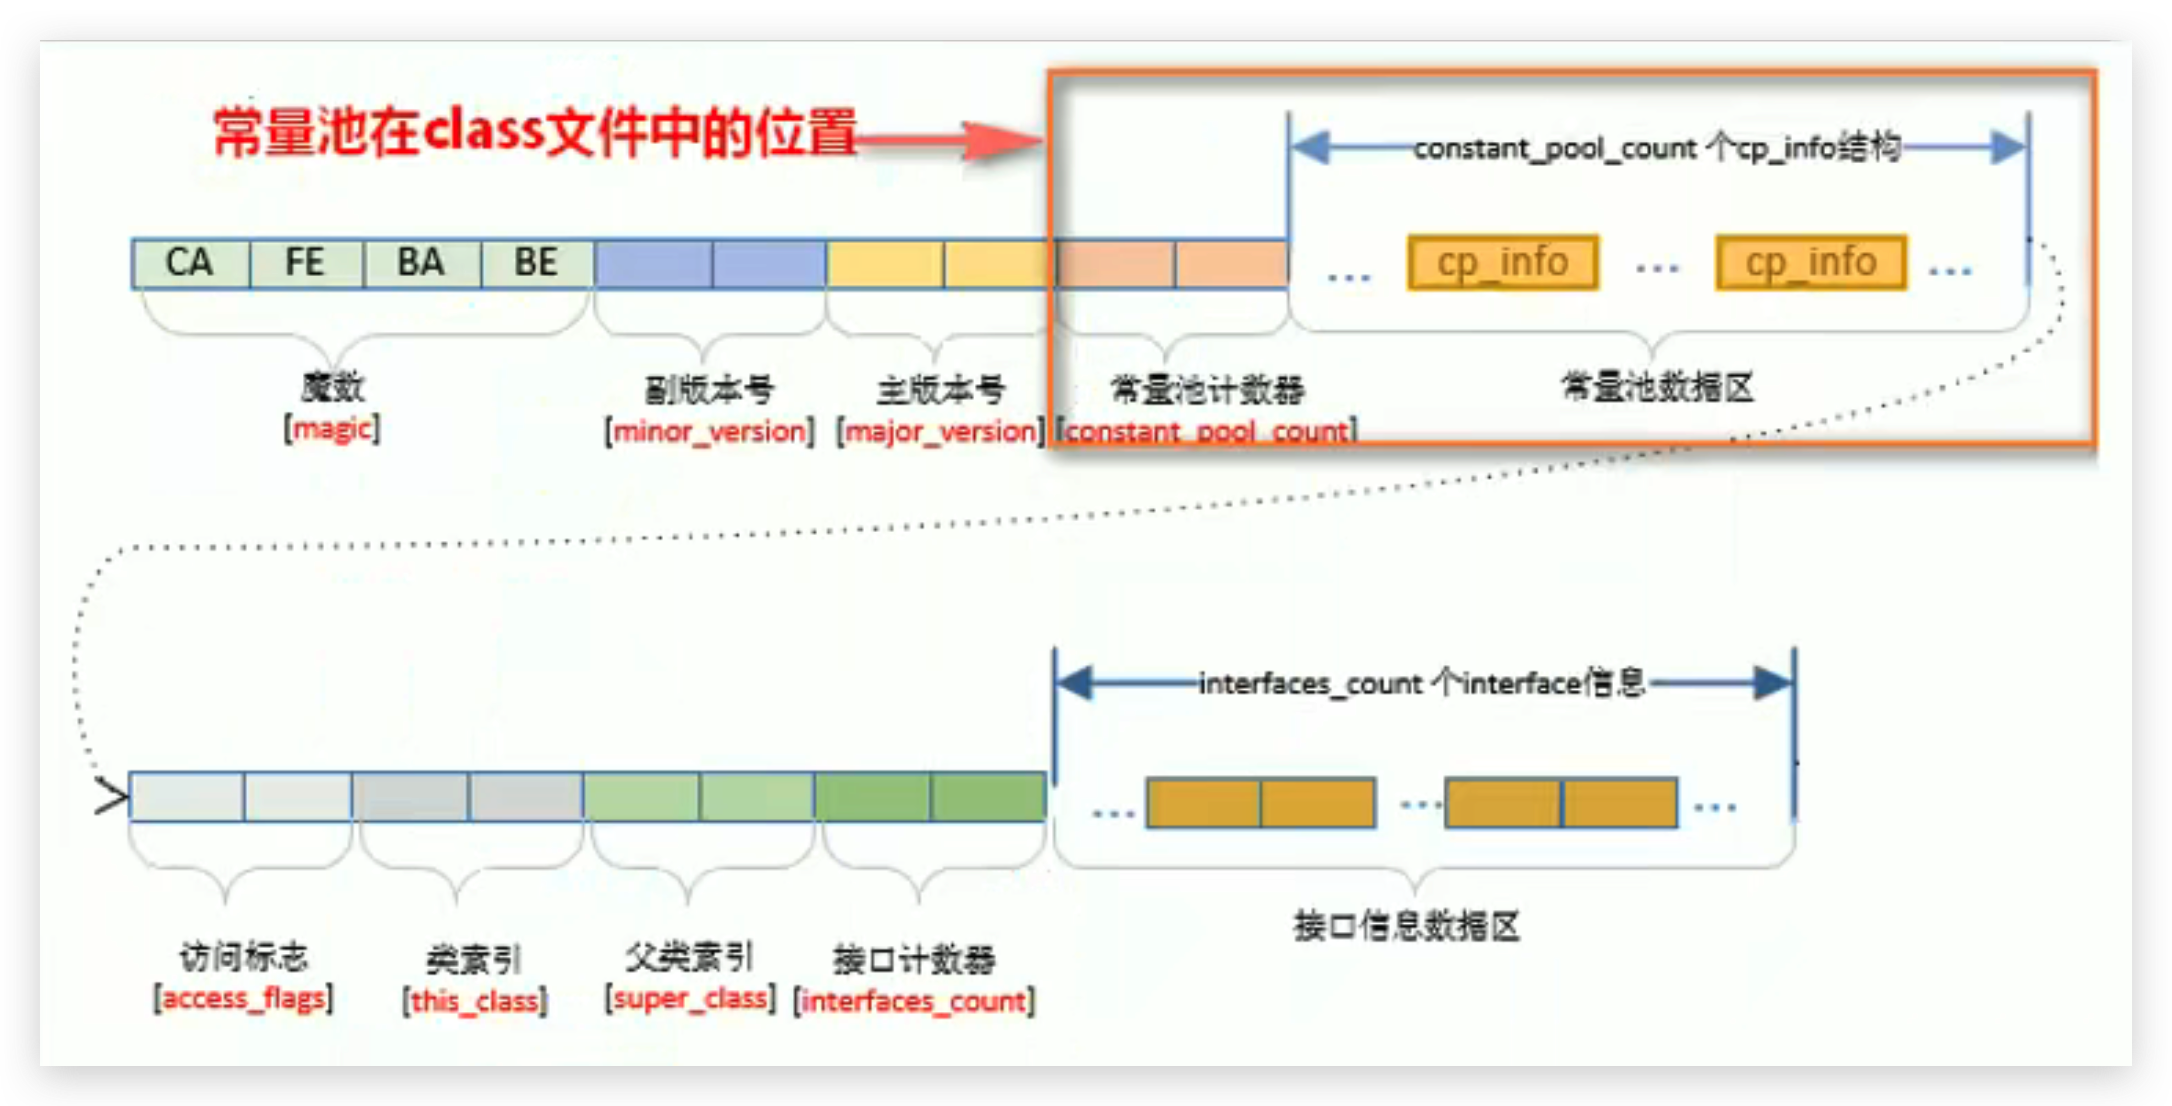 常量池在class文件中的位置
constant_pool_count 个cp_info结构
CA FE BA BE ... cp_info ... cp_info ...
魔数 副版本号 主版本号 常量池计数器 常量池数据区
[magic] [minor_version] [major_version] [constant_pool_count]
interfaces_count 个interface信息
... ... ...
访问标志 类索引 父类索引 接口计数器 接口信息数据区
[access_flags] [this_class] [super_class] [interfaces_count]